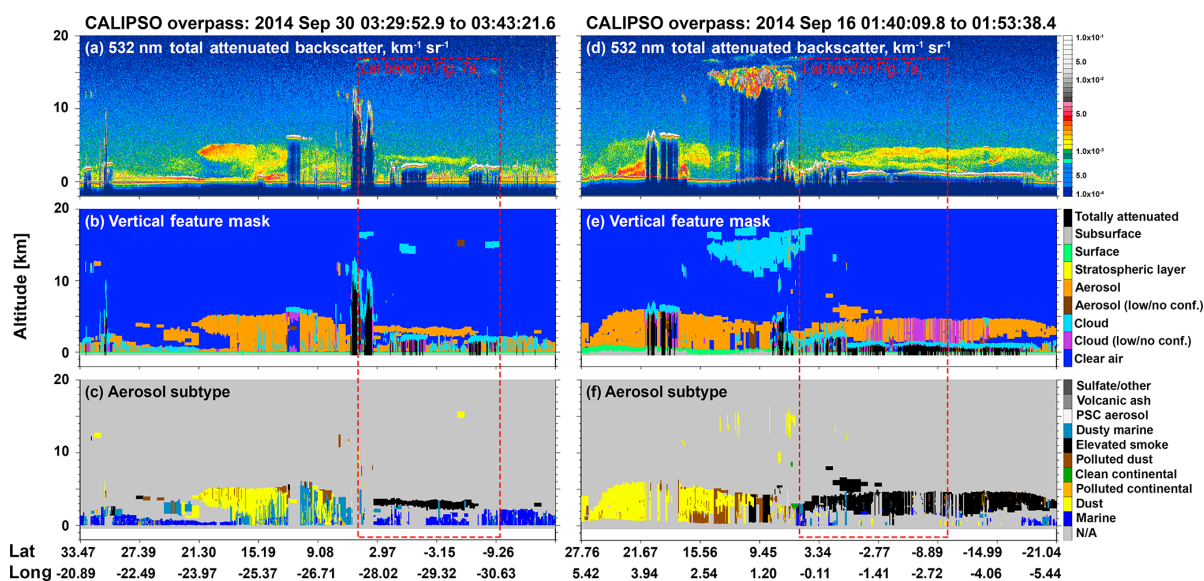 CALIPSO overpass: 2014 Sep 30 03:29:52.9 to 03:43:21.6
CALIPSO overpass: 2014 Sep 16 01:40:09.8 to 01:53:38.4
20
(a) 532 nm total attenuated backscatter, km⁻¹ sr⁻¹
Lat band in Fig. 7a,
10
0
(d) 532 nm total attenuated backscatter, km⁻¹ sr⁻¹
Lat band in Fig. 7a,
1.0x10⁻¹
5.0
1.0x10⁻²
5.0
1.0x10⁻³
5.0
1.0x10⁻⁴
Altitude [km]
20
(b) Vertical feature mask
10
0
(e) Vertical feature mask
Totally attenuated
Subsurface
Surface
Stratospheric layer
Aerosol
Aerosol (low/no conf.)
Cloud
Cloud (low/no conf.)
Clear air
20
(c) Aerosol subtype
10
0
(f) Aerosol subtype
Sulfate/other
Volcanic ash
PSC aerosol
Dusty marine
Elevated smoke
Polluted dust
Clean continental
Polluted continental
Dust
Marine
N/A
Lat 33.47 27.39 21.30 15.19 9.08 2.97 -3.15 -9.26 27.76 21.67 15.56 9.45 3.34 -2.77 -8.89 -14.99 -21.04
Long -20.89 -22.49 -23.97 -25.37 -26.71 -28.02 -29.32 -30.63 5.42 3.94 2.54 1.20 -0.11 -1.41 -2.72 -4.06 -5.44